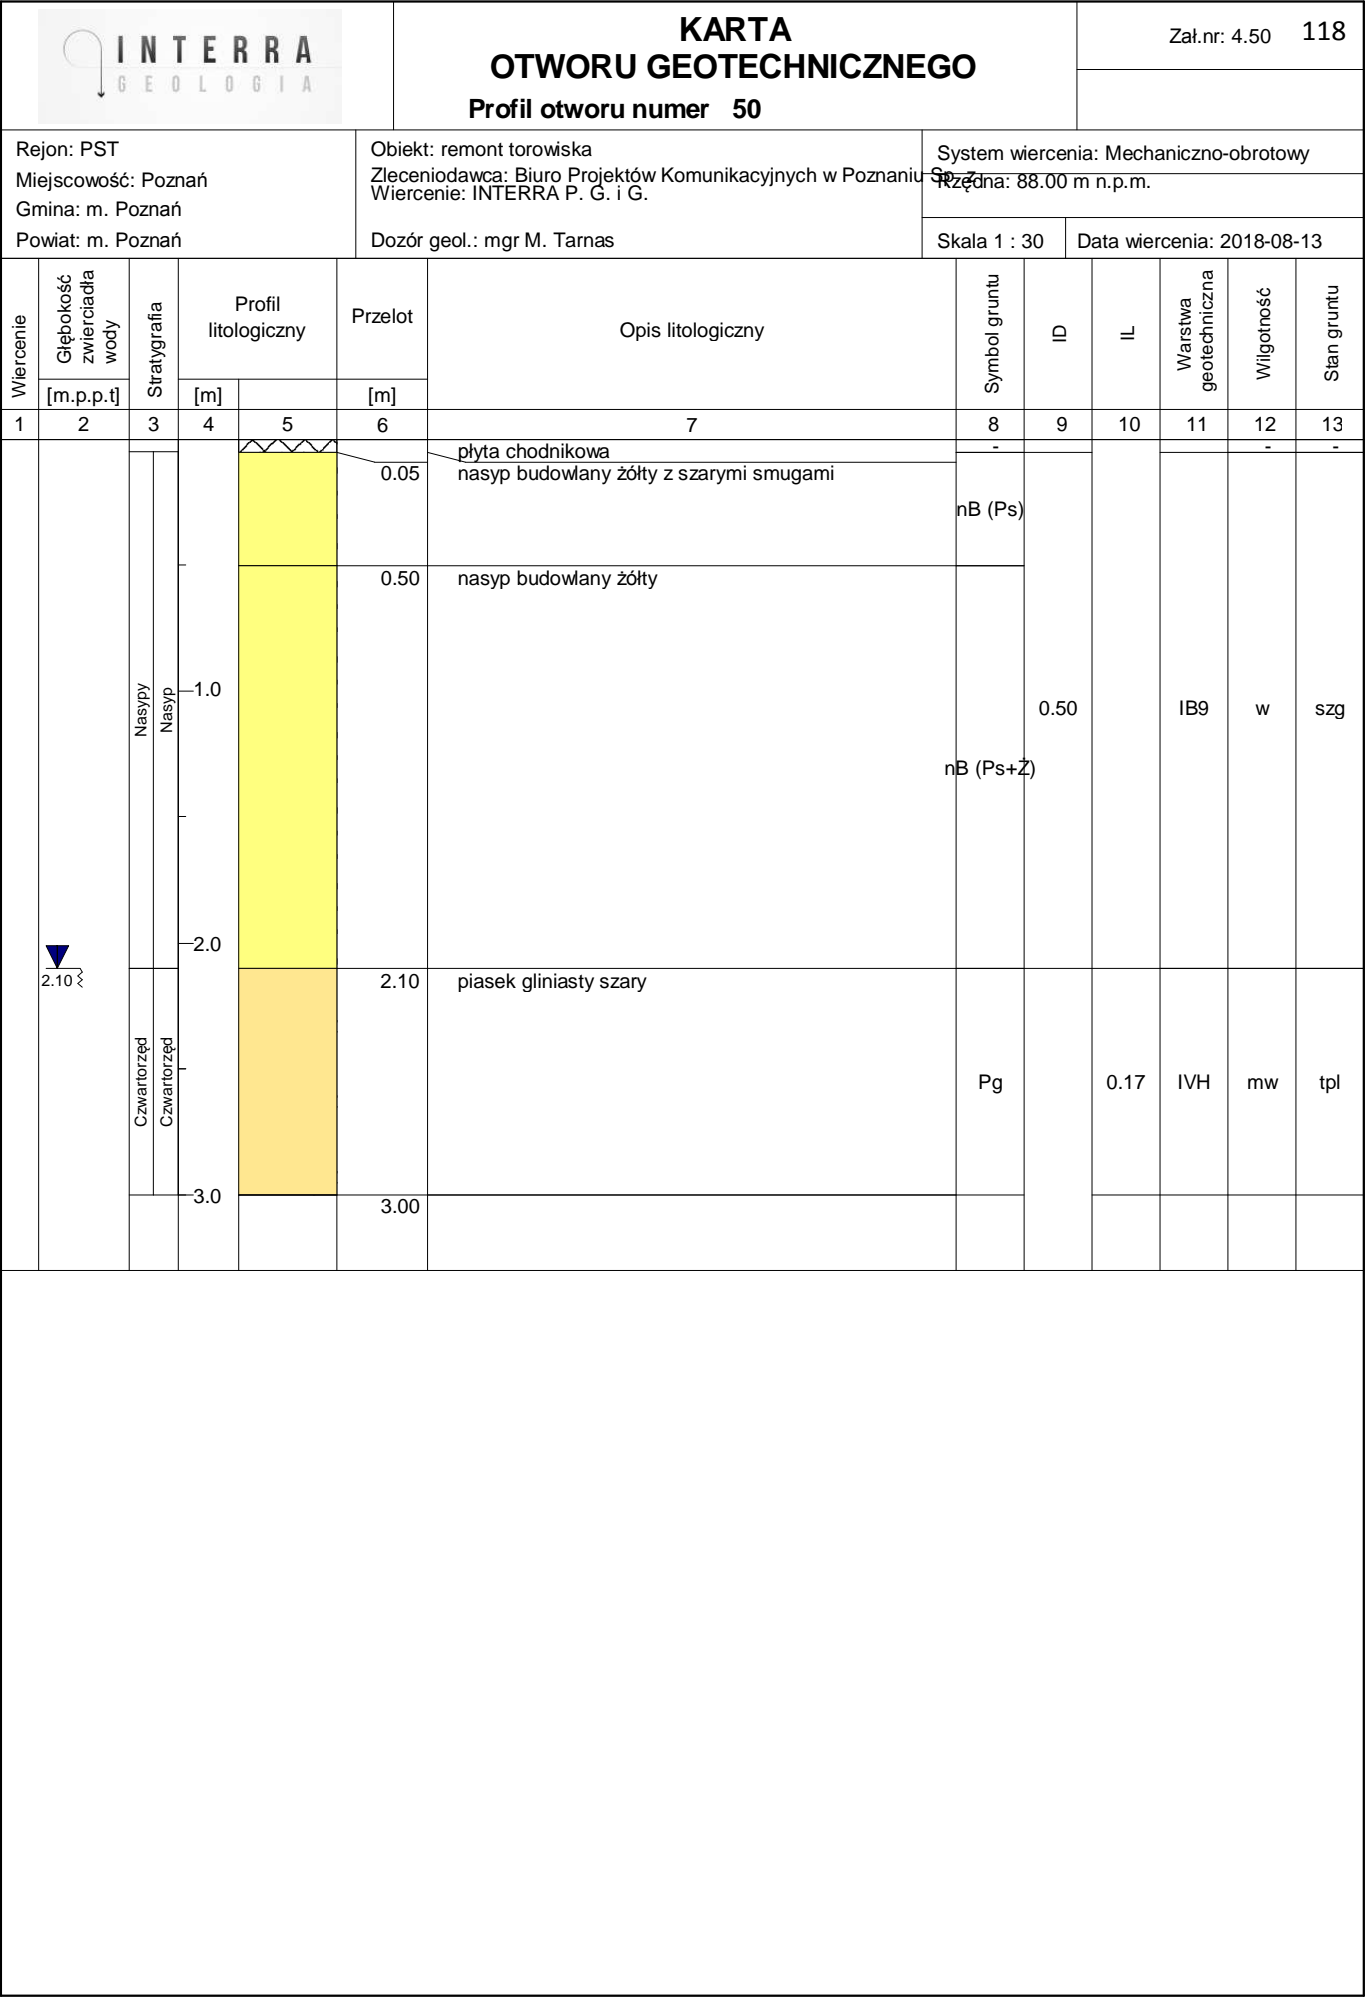 INTERRA
GEOLOGIA
KARTA
OTWORU GEOTECHNICZNEGO
Profil otworu numer 50
Zał.nr: 4.50 118
Rejon: PST
Miejscowość: Poznań
Gmina: m. Poznań
Powiat: m. Poznań
Obiekt: remont torowiska
Zleceniodawca: Biuro Projektów Komunikacyjnych w Poznaniu Sp. z
Wiercenie: INTERRA P. G. i G.
Dozór geol.: mgr M. Tarnas
System wiercenia: Mechaniczno-obrotowy
Rzędna: 88.00 m n.p.m.
Skala 1 : 30
Data wiercenia: 2018-08-13
Wiercenie
Głębokość
zwierciadła
wody
[m.p.p.t]
Stratygrafia
Profil
litologiczny
[m]
Przelot
[m]
Opis litologiczny
Symbol gruntu
ID
IL
Warstwa
geotechniczna
Wilgotność
Stan gruntu
1 2 3 4 5 6 7 8 9 10 11 12 13
płyta chodnikowa - - -
0.05 nasyp budowlany żółty z szarymi smugami
nB (Ps)
0.50 nasyp budowlany żółty
Nasypy
Nasyp
1.0
0.50 IB9 w szg
nB (Ps+Ż)
2.0
2.10
2.10 piasek gliniasty szary
Czwartorzęd
Czwartorzęd
Pg 0.17 IVH mw tpl
3.0
3.00